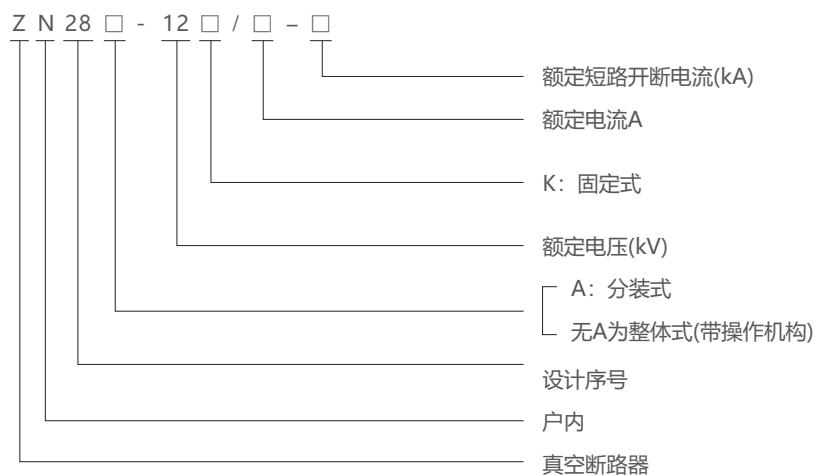 Z N 28 □ - 12 □ / □ – □
额定短路开断电流(kA)
额定电流A
K：固定式
额定电压(kV)
A：分装式
无A为整体式(带操作机构)
设计序号
户内
真空断路器